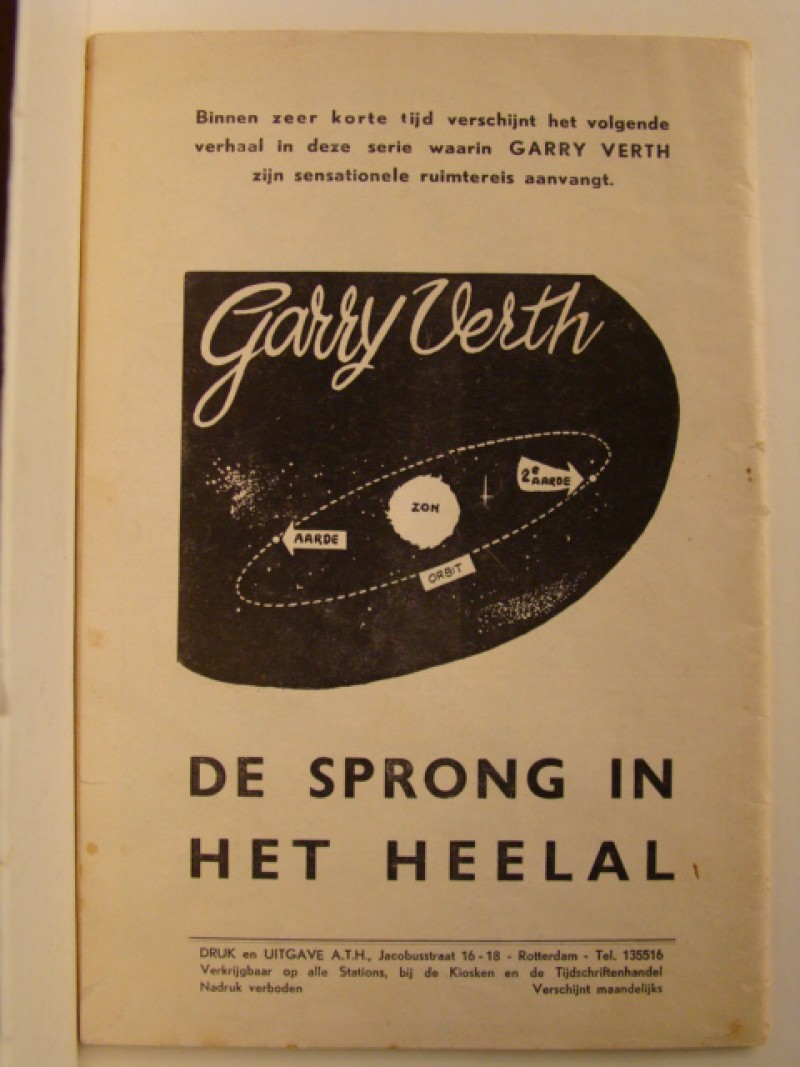 Binnen zeer korte tijd verschijnt het volgende
verhaal in deze serie waarin GARRY VERTH
zijn sensationele ruimtereis aanvangt.
Garry Verth
2e AARDE
ZON
AARDE
ORBIT
DE SPRONG IN
HET HEELAL
DRUK en UITGAVE A.T.H., Jacobusstraat 16-18 - Rotterdam - Tel. 135516
Verkrijgbaar op alle Stations, bij de Kiosken en de Tijdschriftenhandel
Nadruk verboden Verschijnt maandelijks